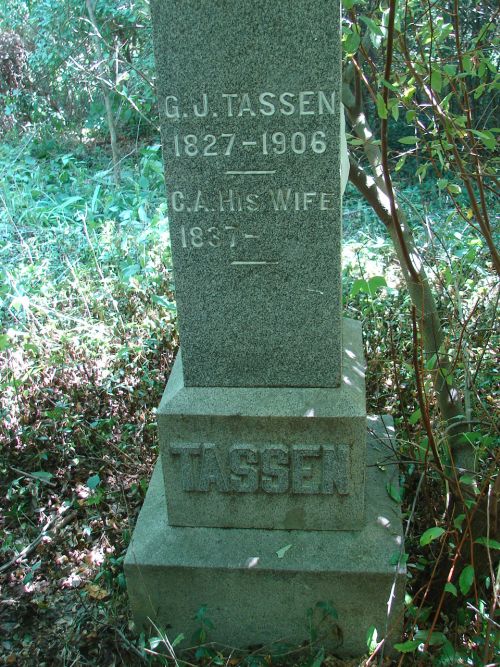 G. J. TASSEN
1827–1906
C. A. HIS WIFE
1837–
TASSEN